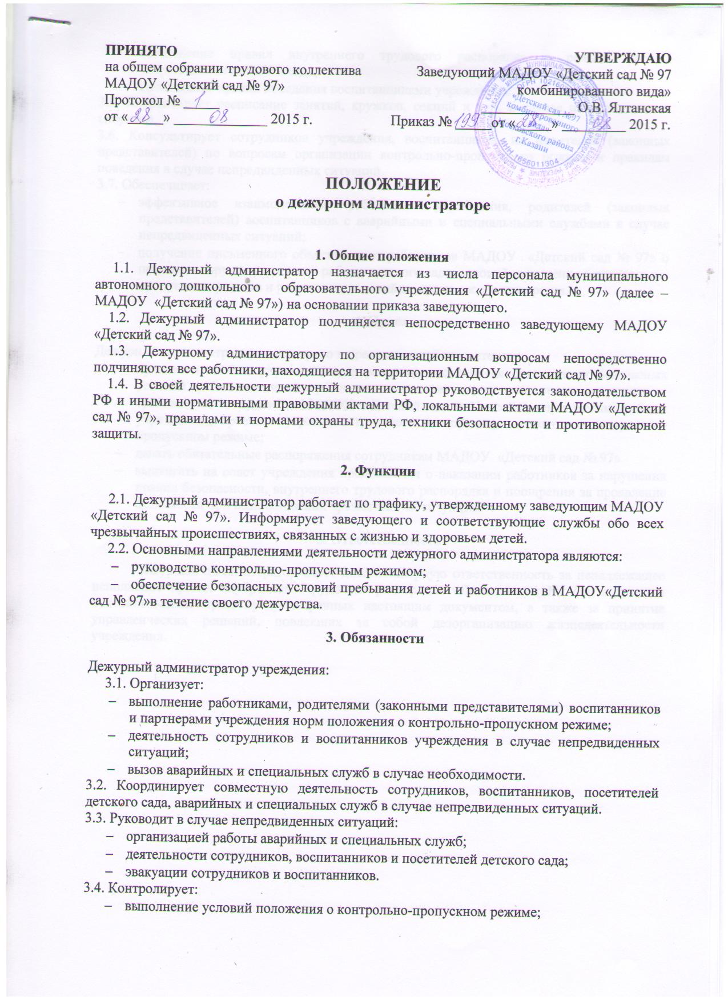 ПРИНЯТО
на общем собрании трудового коллектива
МАДОУ «Детский сад № 97»
Протокол № 1
от «28» 08 2015 г.
УТВЕРЖДАЮ
Заведующий МАДОУ «Детский сад № 97
комбинированного вида»
О.В. Ялтанская
Приказ № 199 от «28» 08 2015 г.
«Детский сад №97
комбинированного
вида»
Московского района
г.Казани
ПОЛОЖЕНИЕ
о дежурном администраторе
1. Общие положения
1.1. Дежурный администратор назначается из числа персонала муниципального
автономного дошкольного образовательного учреждения «Детский сад № 97» (далее –
МАДОУ «Детский сад № 97») на основании приказа заведующего.
1.2. Дежурный администратор подчиняется непосредственно заведующему МАДОУ
«Детский сад № 97».
1.3. Дежурному администратору по организационным вопросам непосредственно
подчиняются все работники, находящиеся на территории МАДОУ «Детский сад № 97».
1.4. В своей деятельности дежурный администратор руководствуется законодательством
РФ и иными нормативными правовыми актами РФ, локальными актами МАДОУ «Детский
сад № 97», правилами и нормами охраны труда, техники безопасности и противопожарной
защиты.
2. Функции
2.1. Дежурный администратор работает по графику, утвержденному заведующим МАДОУ
«Детский сад № 97». Информирует заведующего и соответствующие службы обо всех
чрезвычайных происшествиях, связанных с жизнью и здоровьем детей.
2.2. Основными направлениями деятельности дежурного администратора являются:
– руководство контрольно-пропускным режимом;
– обеспечение безопасных условий пребывания детей и работников в МАДОУ«Детский
сад № 97»в течение своего дежурства.
3. Обязанности
Дежурный администратор учреждения:
3.1. Организует:
– выполнение работниками, родителями (законными представителями) воспитанников
и партнерами учреждения норм положения о контрольно-пропускном режиме;
– деятельность сотрудников и воспитанников учреждения в случае непредвиденных
ситуаций;
– вызов аварийных и специальных служб в случае необходимости.
3.2. Координирует совместную деятельность сотрудников, воспитанников, посетителей
детского сада, аварийных и специальных служб в случае непредвиденных ситуаций.
3.3. Руководит в случае непредвиденных ситуаций:
– организацией работы аварийных и специальных служб;
– деятельности сотрудников, воспитанников и посетителей детского сада;
– эвакуации сотрудников и воспитанников.
3.4. Контролирует:
– выполнение условий положения о контрольно-пропускном режиме;